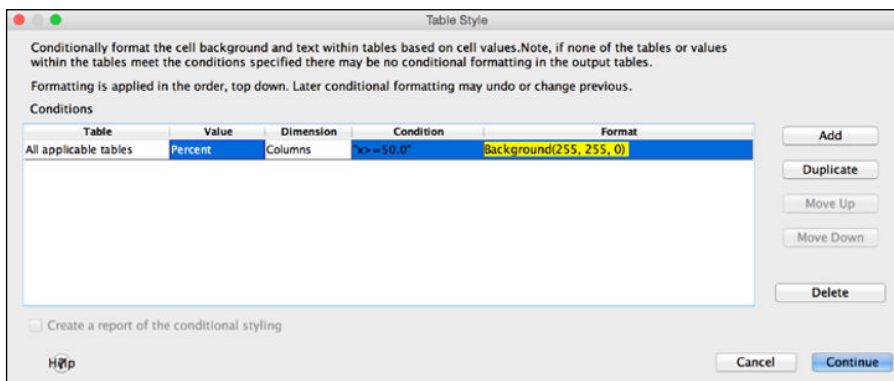 Table Style
Conditionally format the cell background and text within tables based on cell values.Note, if none of the tables or values
within the tables meet the conditions specified there may be no conditional formatting in the output tables.
Formatting is applied in the order, top down. Later conditional formatting may undo or change previous.
Conditions
Table Value Dimension Condition Format
All applicable tables Percent Columns "x>=50.0" Background(255, 255, 0)
Add
Duplicate
Move Up
Move Down
Delete
Create a report of the conditional styling
Help
Cancel Continue